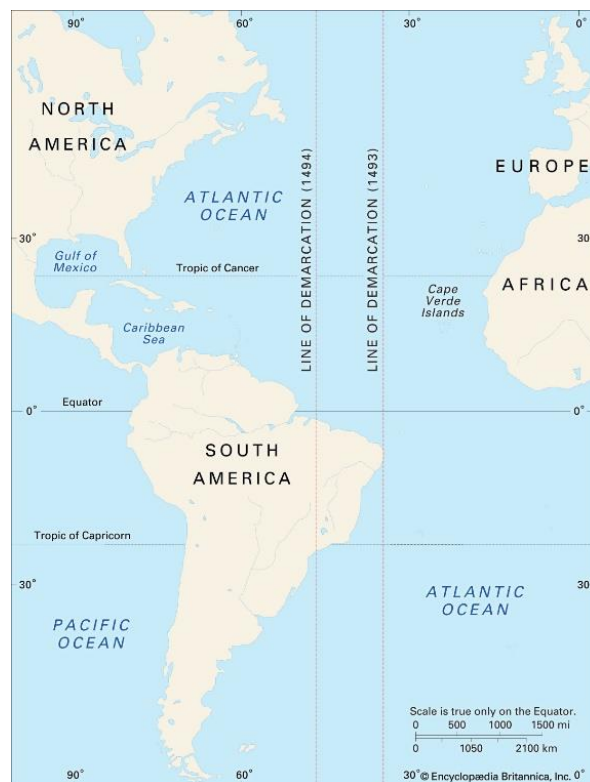 90°
60°
30°
0°
NORTH
AMERICA
EUROPE
ATLANTIC
OCEAN
LINE OF DEMARCATION (1494)
LINE OF DEMARCATION (1493)
30°
30°
Gulf of
Mexico
Tropic of Cancer
AFRICA
Cape
Verde
Islands
Caribbean
Sea
Equator
0°
0°
SOUTH
AMERICA
Tropic of Capricorn
30°
30
ATLANTIC
OCEAN
PACIFIC
OCEAN
Scale is true only on the Equator.
0 500 1000 1500 mi
0 1050 2100 km
90°
60°
30°
0
© Encyclopædia Britannica, Inc.